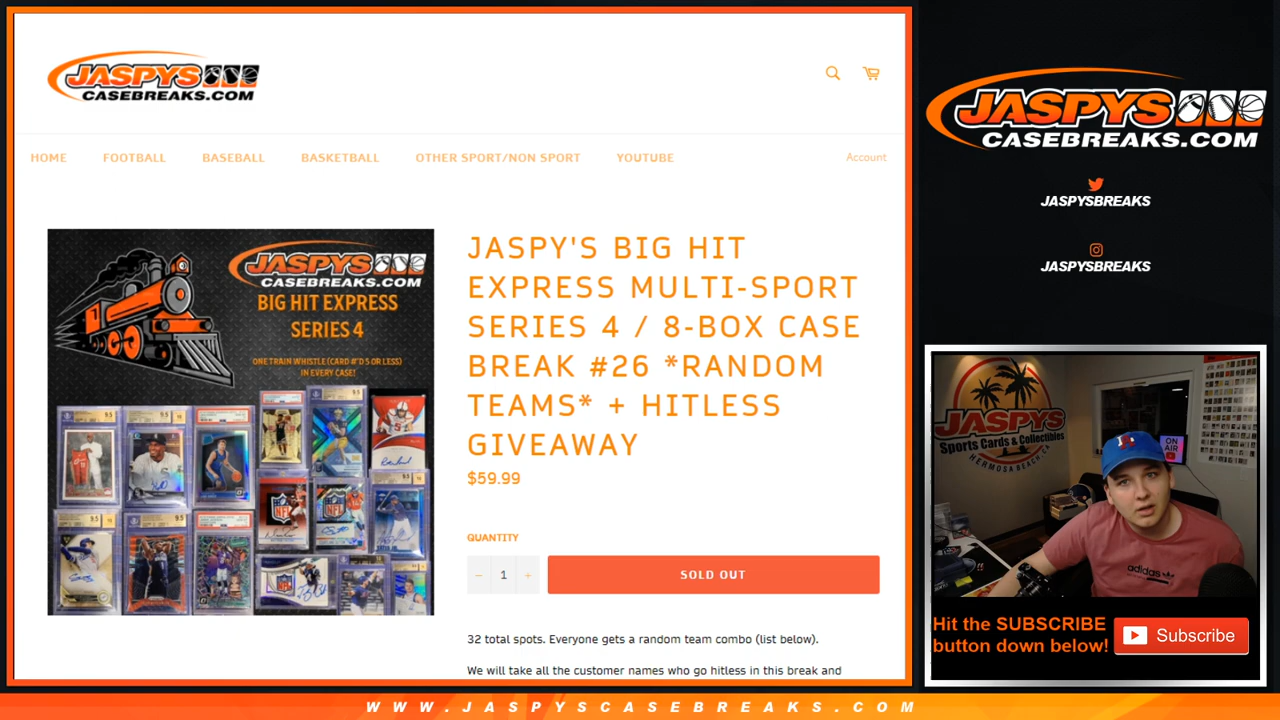 JASPYS
CASEBREAKS.COM
HOME FOOTBALL BASEBALL BASKETBALL OTHER SPORT/NON SPORT YOUTUBE Account
JASPYS
CASEBREAKS.COM
BIG HIT EXPRESS
SERIES 4
ONE TRAIN WHISTLE (CARD #'D 5 OR LESS)
IN EVERY CASE!
JASPY'S BIG HIT
EXPRESS MULTI-SPORT
SERIES 4 / 8-BOX CASE
BREAK #26 *RANDOM
TEAMS* + HITLESS
GIVEAWAY
$59.99
QUANTITY
− 1 +
SOLD OUT
32 total spots. Everyone gets a random team combo (list below).
We will take all the customer names who go hitless in this break and
JASPYS
CASEBREAKS.COM
JASPYSBREAKS
JASPYSBREAKS
JASPYS
Sports Cards & Collectibles
HERMOSA BEACH, CA
ON
AIR
adidas
Hit the SUBSCRIBE
button down below!
Subscribe
WWW.JASPYSCASEBREAKS.COM